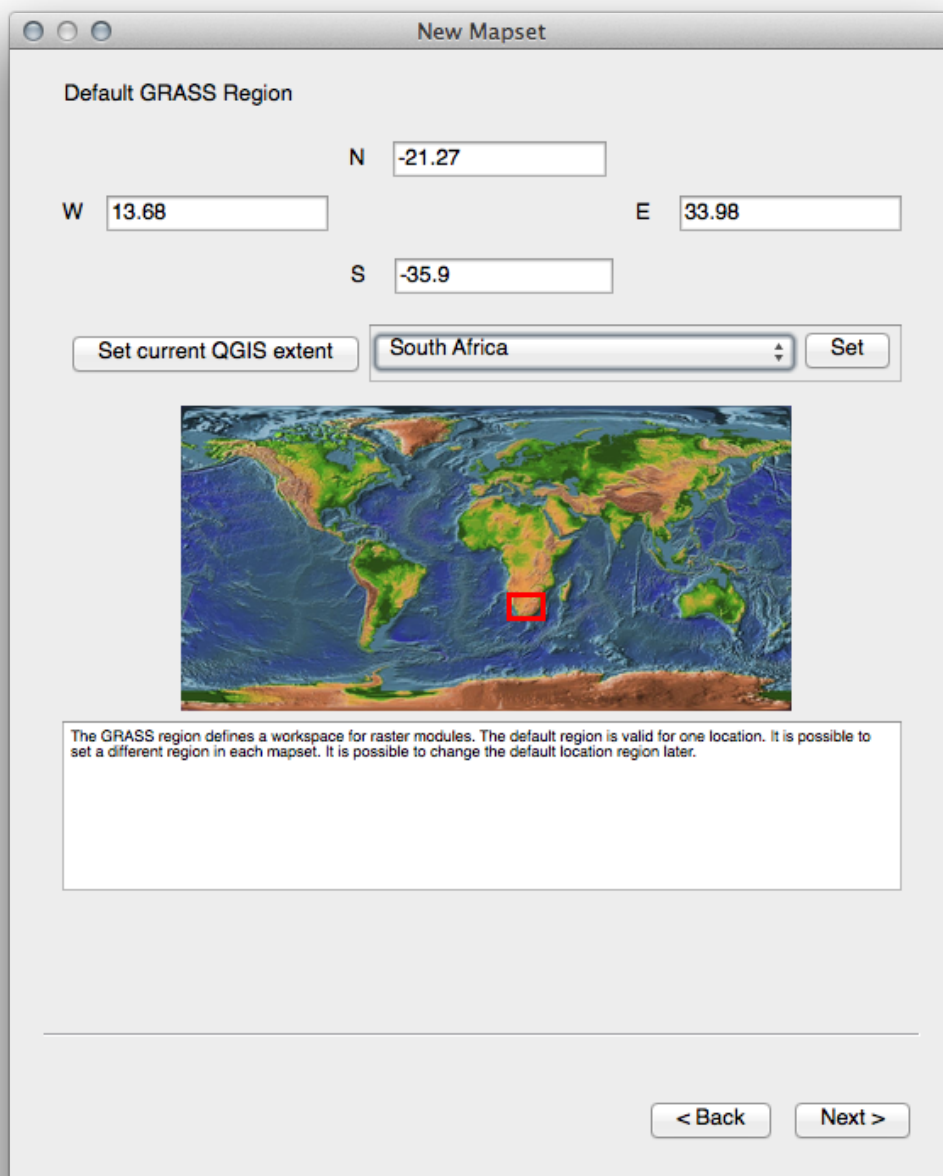 New Mapset
Default GRASS Region
N -21.27
W 13.68 E 33.98
S -35.9
Set current QGIS extent South Africa Set
The GRASS region defines a workspace for raster modules. The default region is valid for one location. It is possible to
set a different region in each mapset. It is possible to change the default location region later.
< Back Next >